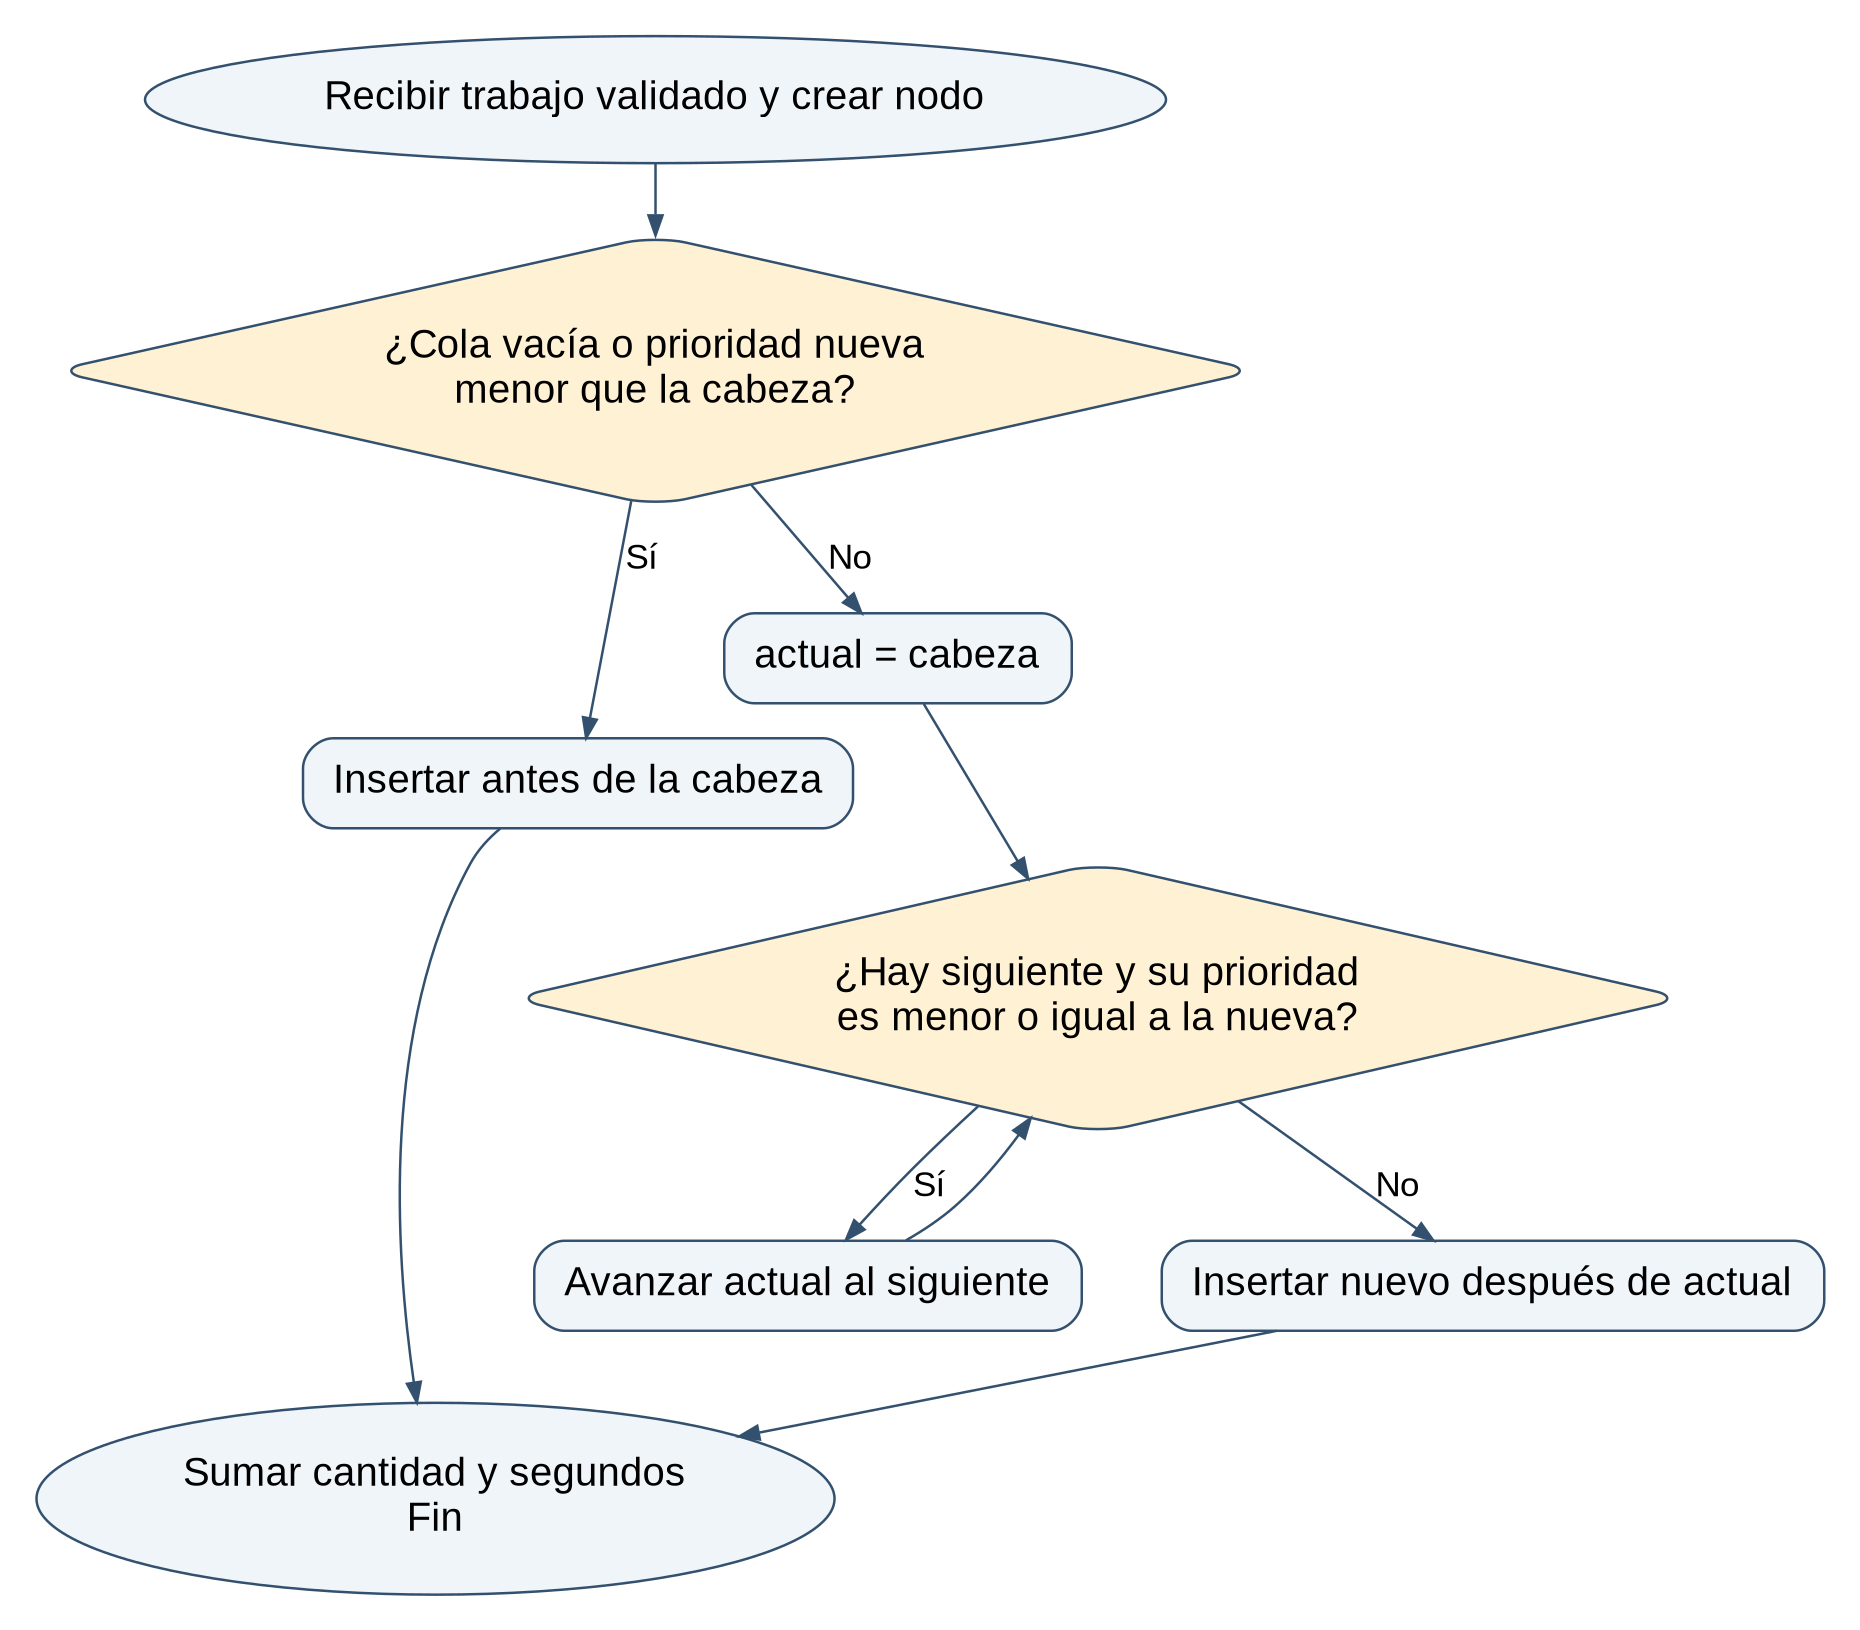 Recibir trabajo validado y crear nodo
¿Cola vacía o prioridad nueva
menor que la cabeza?
Sí
No
actual = cabeza
Insertar antes de la cabeza
¿Hay siguiente y su prioridad
es menor o igual a la nueva?
Sí
No
Avanzar actual al siguiente
Insertar nuevo después de actual
Sumar cantidad y segundos
Fin